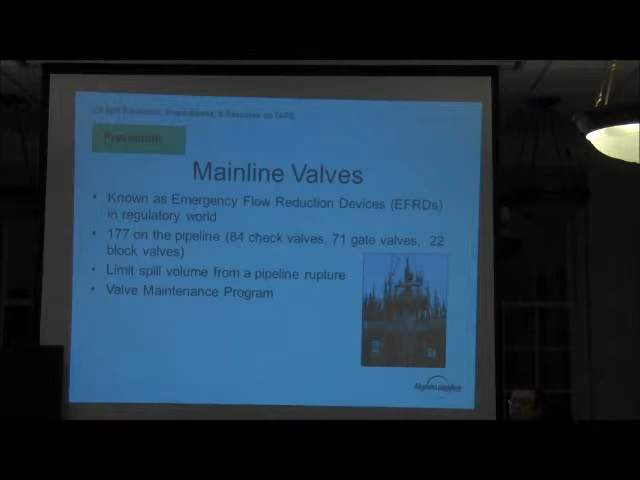 Oil Spill Prevention, Preparedness, & Response on TAPS
Prevention
Mainline Valves
• Known as Emergency Flow Reduction Devices (EFRDs)
in regulatory world
• 177 on the pipeline (84 check valves, 71 gate valves, 22
block valves)
• Limit spill volume from a pipeline rupture
• Valve Maintenance Program
Alyeska pipeline